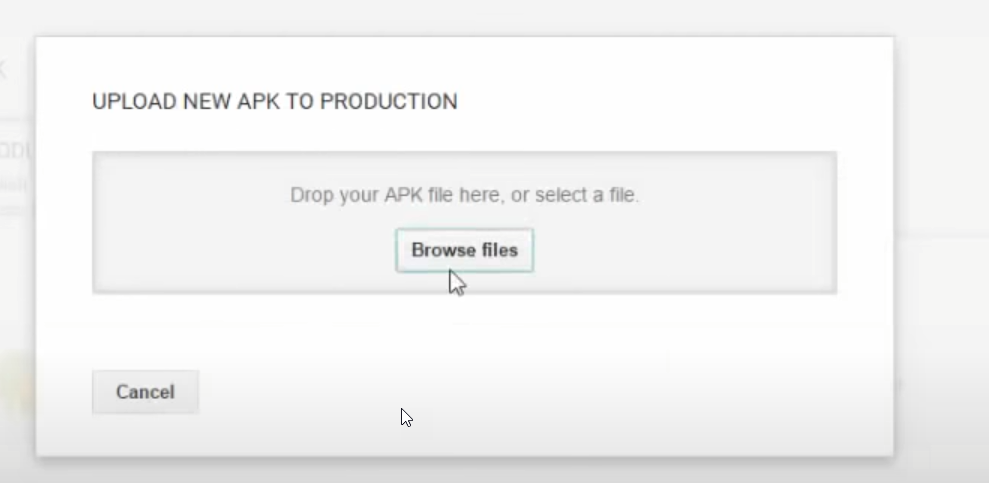 UPLOAD NEW APK TO PRODUCTION
Drop your APK file here, or select a file.
Browse files
Cancel